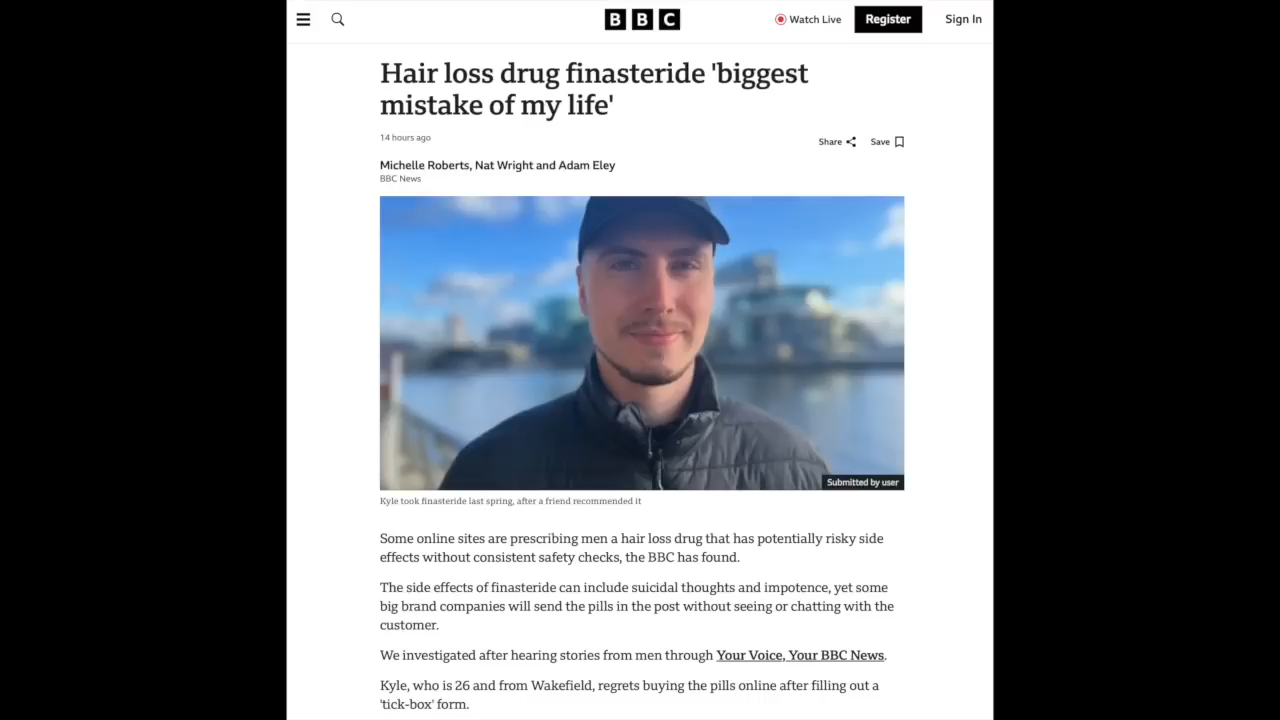 BBC
Watch Live
Register
Sign In
Hair loss drug finasteride 'biggest
mistake of my life'
14 hours ago
Share
Save
Michelle Roberts, Nat Wright and Adam Eley
BBC News
Submitted by user
Kyle took finasteride last spring, after a friend recommended it
Some online sites are prescribing men a hair loss drug that has potentially risky side
effects without consistent safety checks, the BBC has found.
The side effects of finasteride can include suicidal thoughts and impotence, yet some
big brand companies will send the pills in the post without seeing or chatting with the
customer.
We investigated after hearing stories from men through Your Voice, Your BBC News.
Kyle, who is 26 and from Wakefield, regrets buying the pills online after filling out a
'tick-box' form.